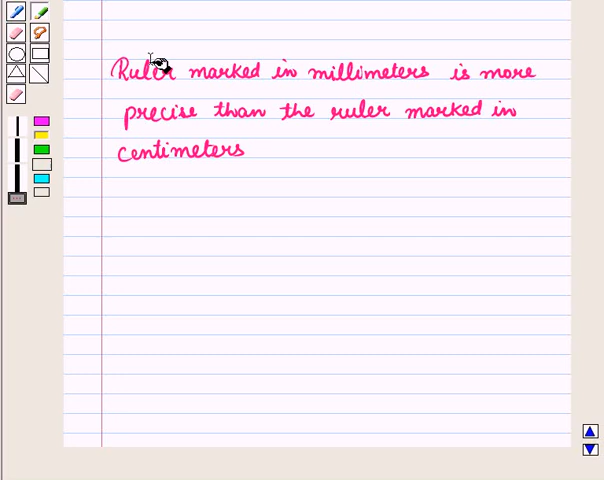 Ruler marked in millimeters is more
precise than the ruler marked in
centimeters